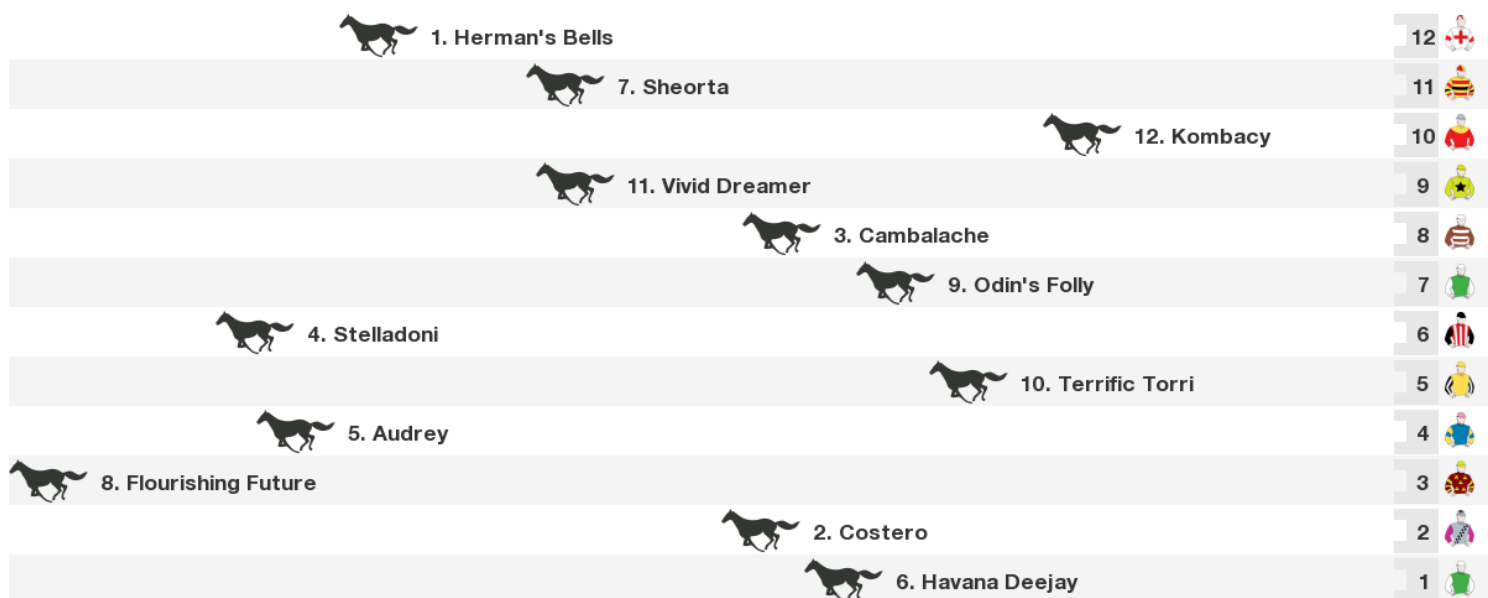 1. Herman's Bells 12
7. Sheorta 11
12. Kombacy 10
11. Vivid Dreamer 9
3. Cambalache 8
9. Odin's Folly 7
4. Stelladoni 6
10. Terrific Torri 5
5. Audrey 4
8. Flourishing Future 3
2. Costero 2
6. Havana Deejay 1